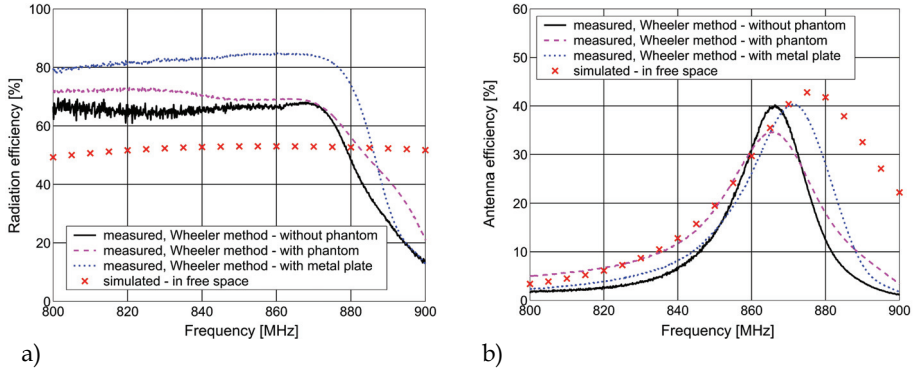 100
80
60
40
20
0
Radiation efficiency [%]
measured, Wheeler method - without phantom
measured, Wheeler method - with phantom
measured, Wheeler method - with metal plate
simulated - in free space
800
820
840
860
880
900
Frequency [MHz]
a)
60
50
40
30
20
10
0
Antenna efficiency [%]
measured, Wheeler method - without phantom
measured, Wheeler method - with phantom
measured, Wheeler method - with metal plate
simulated - in free space
800
820
840
860
880
900
Frequency [MHz]
b)